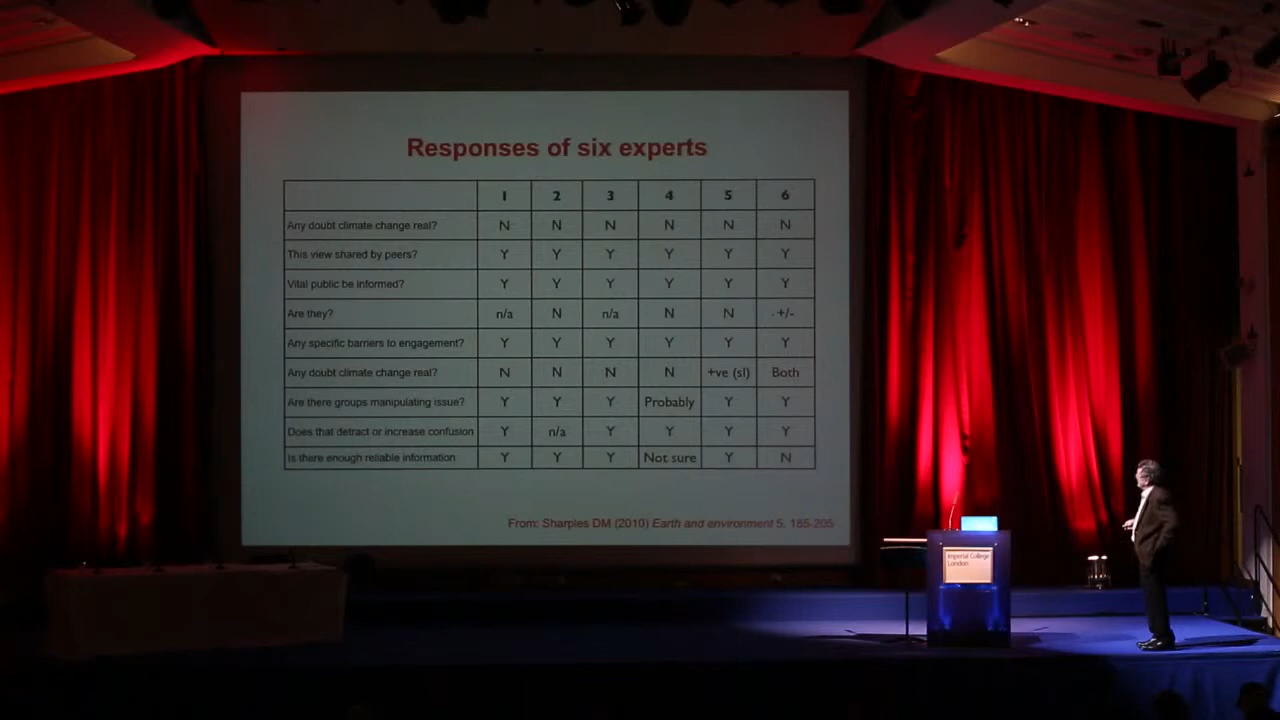 Responses of six experts
1 2 3 4 5 6
Any doubt climate change real? N N N N N N
This view shared by peers? Y Y Y Y Y Y
Vital public be informed? Y Y Y Y Y Y
Are they? n/a N n/a N N +/-
Any specific barriers to engagement? Y Y Y Y Y Y
Any doubt climate change real? N N N N +ve (sl) Both
Are there groups manipulating issue? Y Y Y Probably Y Y
Does that detract or increase confusion Y n/a Y Y Y Y
Is there enough reliable information Y Y Y Not sure Y N
From: Sharples DM (2010) Earth and environment 5, 185-205
Imperial College
London